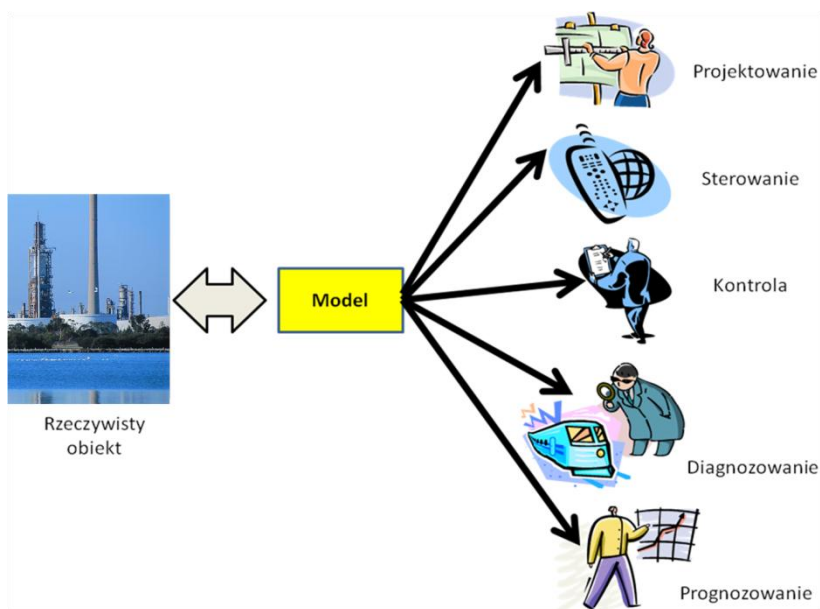 Projektowanie
Sterowanie
Model
Kontrola
Rzeczywisty
obiekt
Diagnozowanie
Prognozowanie